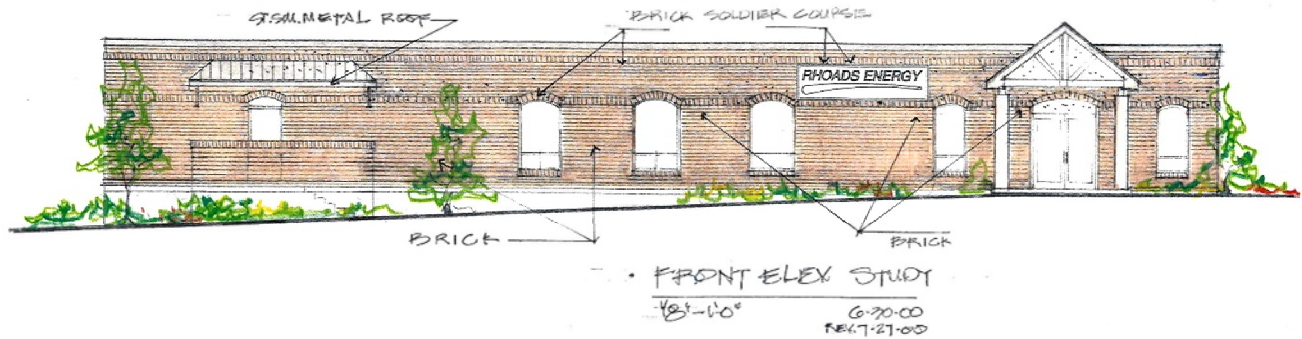 ST.SM. METAL ROOF
BRICK SOLDIER COURSE
RHOADS ENERGY
BRICK
BRICK
• FRONT ELEV STUDY
1/8"-1'-0"
6-30-00
REV. 7-27-00